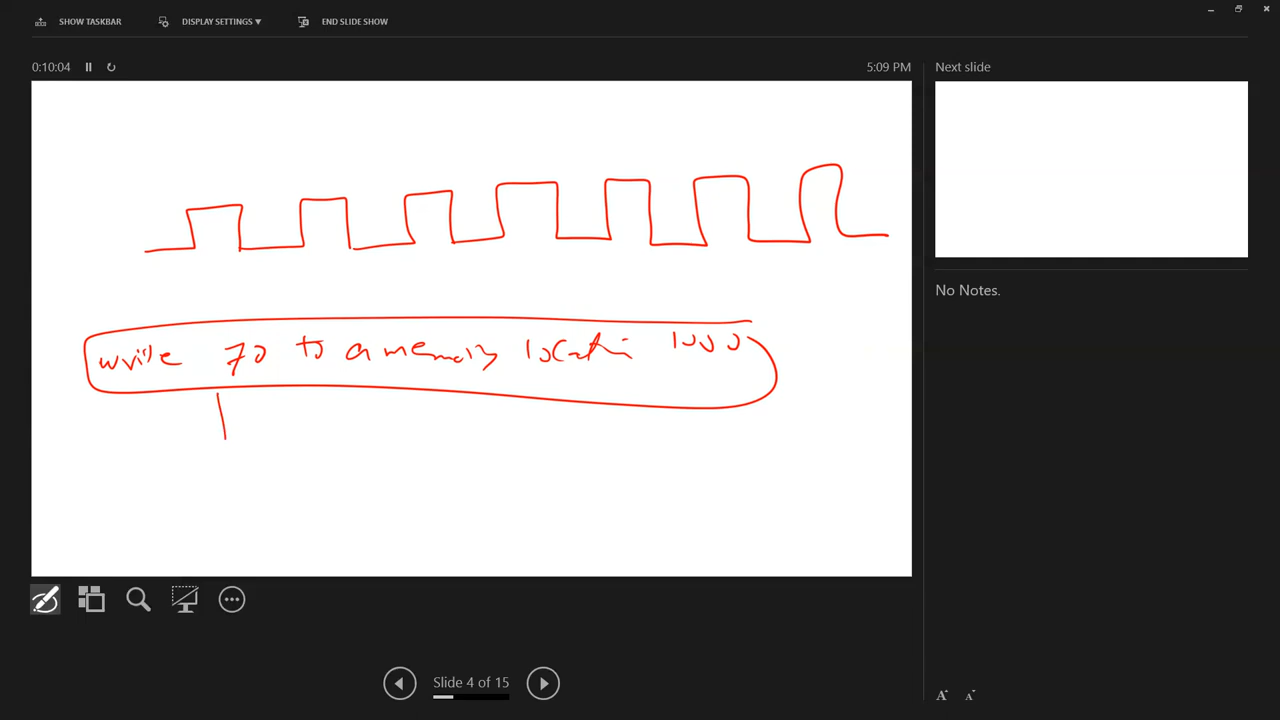 SHOW TASKBAR DISPLAY SETTINGS ▼ END SLIDE SHOW
0:10:04 5:09 PM Next slide
No Notes.
write 70 to a memory location 1000
Slide 4 of 15
A A